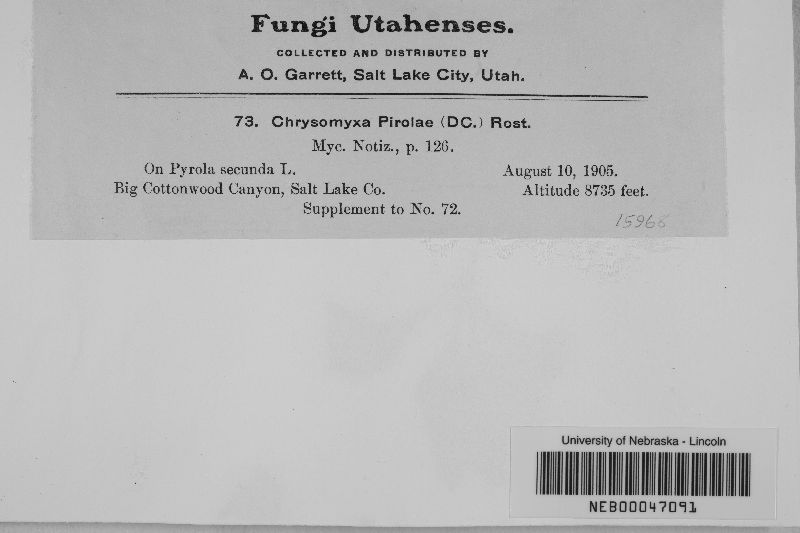 Fungi Utahenses.
COLLECTED AND DISTRIBUTED BY
A. O. Garrett, Salt Lake City, Utah.
73. Chrysomyxa Pirolae (DC.) Rost.
Myc. Notiz., p. 126.
On Pyrola secunda L. August 10, 1905.
Big Cottonwood Canyon, Salt Lake Co. Altitude 8735 feet.
Supplement to No. 72.
15966
University of Nebraska - Lincoln
NEB00047091